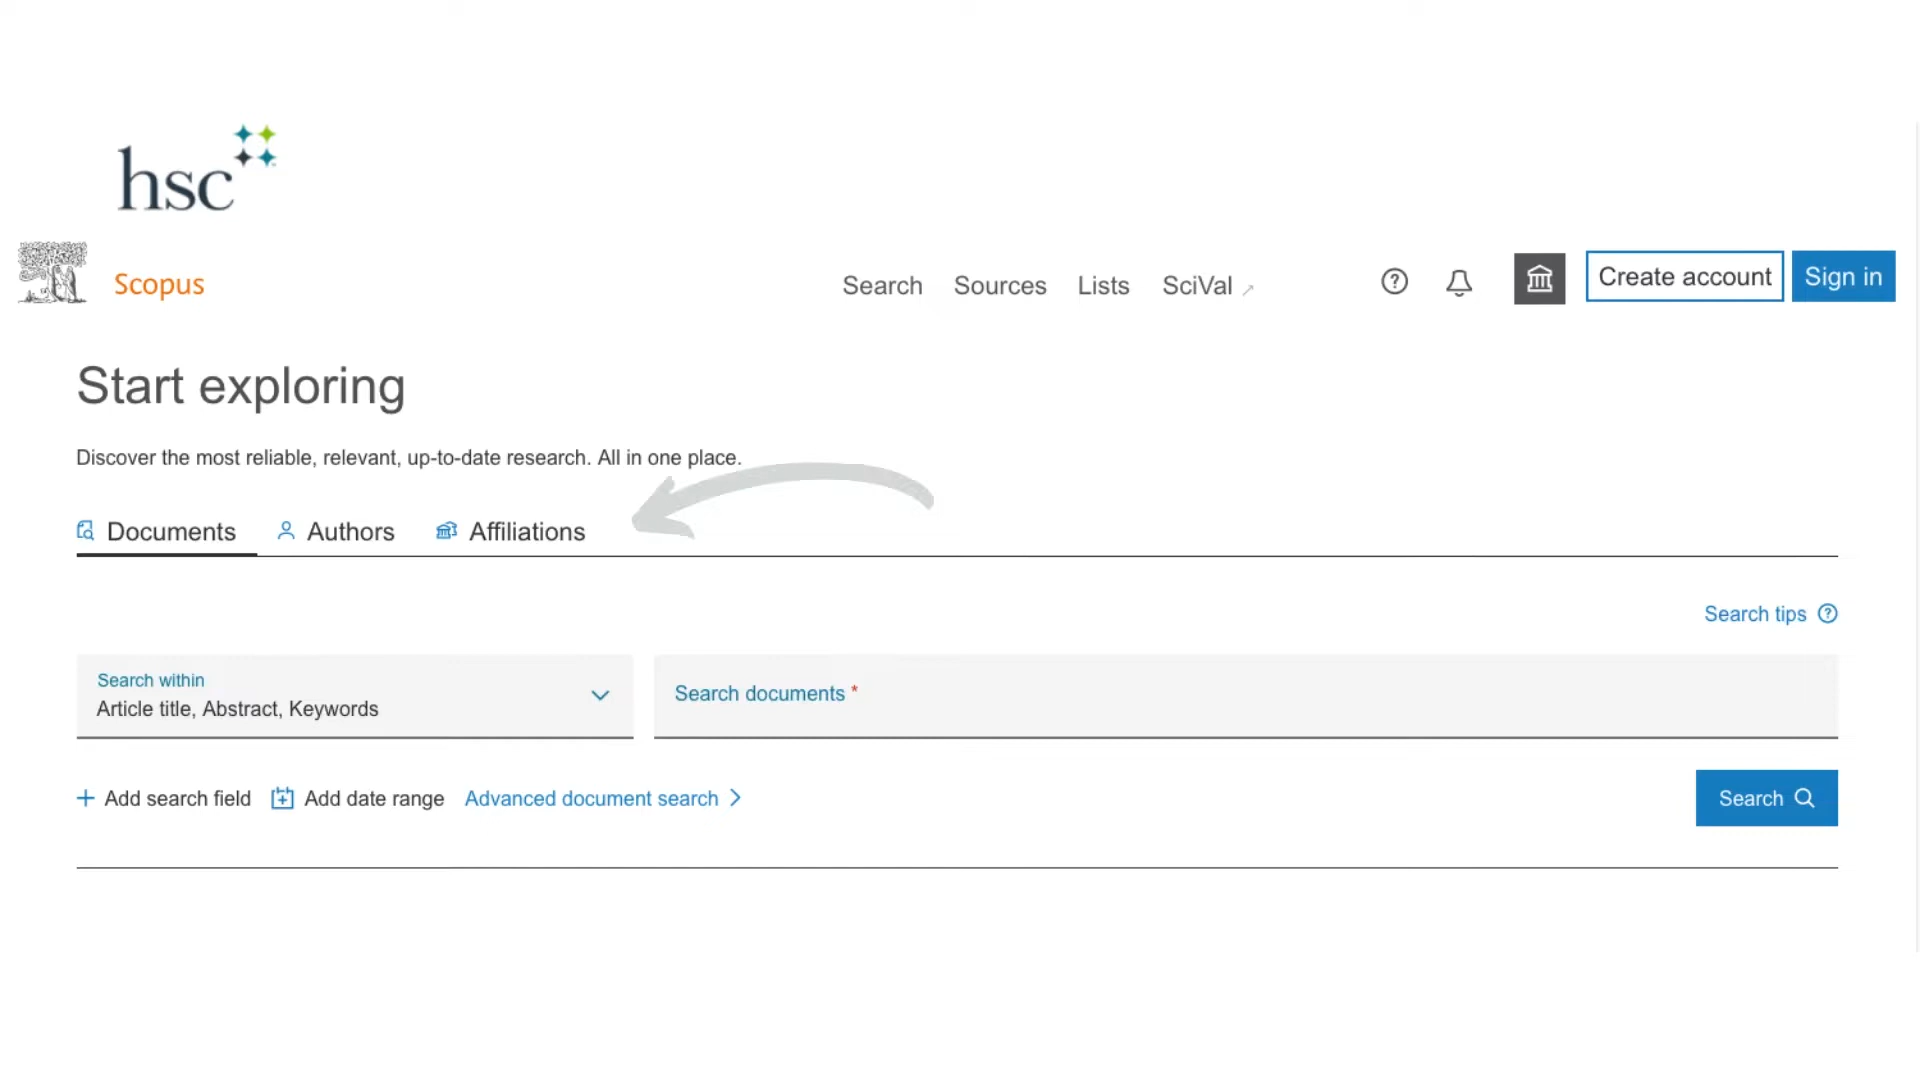 hsc
Scopus
Search Sources Lists SciVal
Create account Sign in
Start exploring
Discover the most reliable, relevant, up-to-date research. All in one place.
Documents Authors Affiliations
Search tips
Search within
Article title, Abstract, Keywords
Search documents *
Add search field Add date range Advanced document search
Search